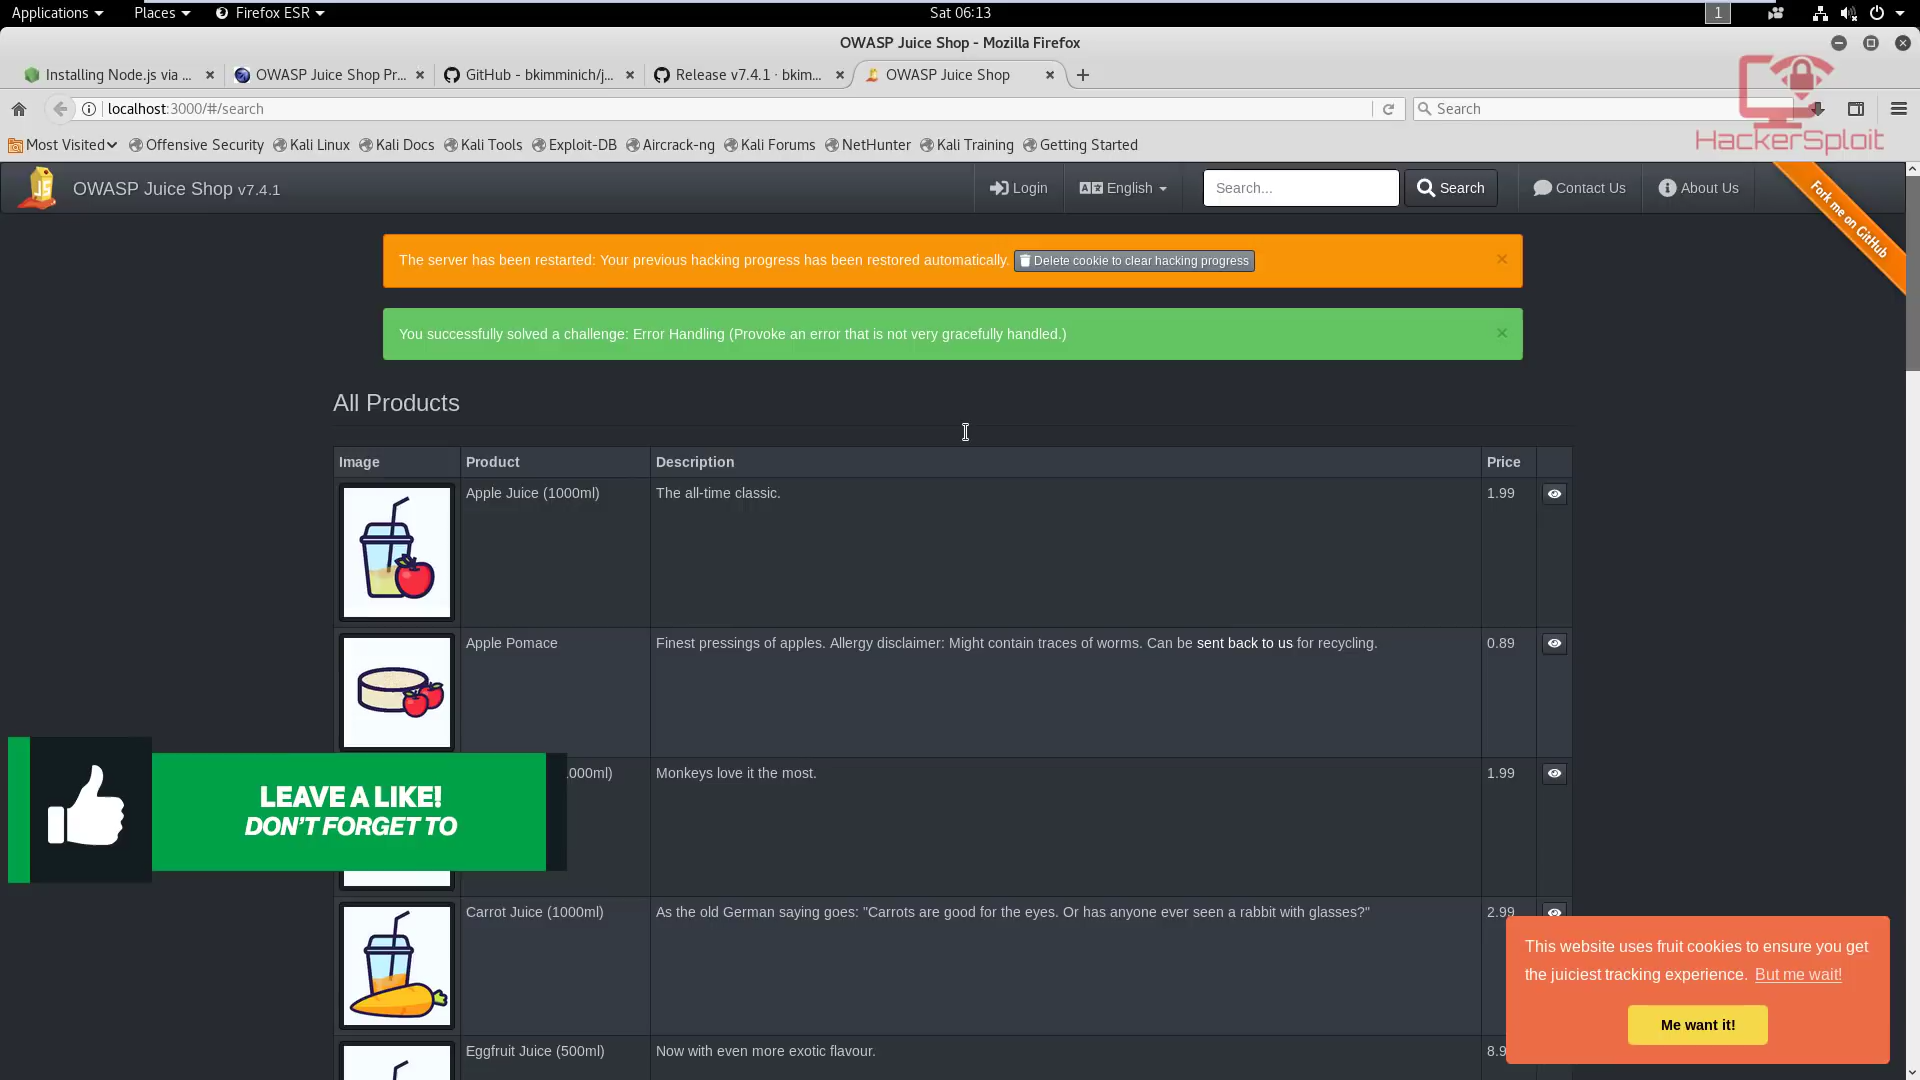 Applications Places Firefox ESR Sat 06:13 1
OWASP Juice Shop - Mozilla Firefox
Installing Node.js via ... OWASP Juice Shop Pr... GitHub - bkimminich/j... Release v7.4.1 · bkim... OWASP Juice Shop
localhost:3000/#/search Search
HackerSploit
Most Visited Offensive Security Kali Linux Kali Docs Kali Tools Exploit-DB Aircrack-ng Kali Forums NetHunter Kali Training Getting Started
JS OWASP Juice Shop v7.4.1 Login English Search... Search Contact Us About Us
Fork me on GitHub
The server has been restarted: Your previous hacking progress has been restored automatically. Delete cookie to clear hacking progress ×
You successfully solved a challenge: Error Handling (Provoke an error that is not very gracefully handled.) ×
All Products
Image Product Description Price
Apple Juice (1000ml) The all-time classic. 1.99
Apple Pomace Finest pressings of apples. Allergy disclaimer: Might contain traces of worms. Can be sent back to us for recycling. 0.89
000ml) Monkeys love it the most. 1.99
LEAVE A LIKE!
DON'T FORGET TO
Carrot Juice (1000ml) As the old German saying goes: "Carrots are good for the eyes. Or has anyone ever seen a rabbit with glasses?" 2.99
This website uses fruit cookies to ensure you get
the juiciest tracking experience. But me wait!
Me want it!
Eggfruit Juice (500ml) Now with even more exotic flavour. 8.9